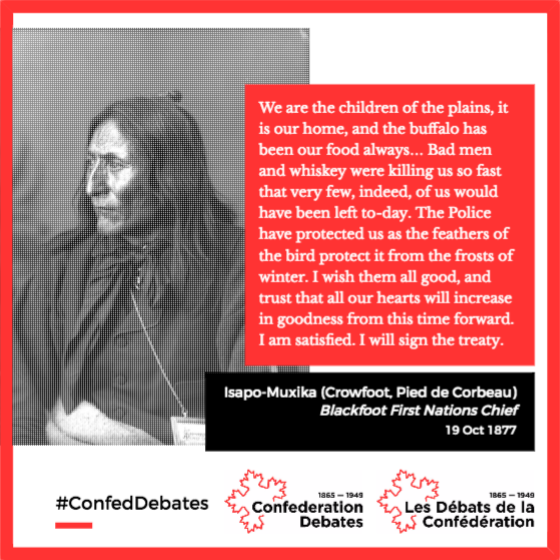 We are the children of the plains, it
is our home, and the buffalo has
been our food always... Bad men
and whiskey were killing us so fast
that very few, indeed, of us would
have been left to-day. The Police
have protected us as the feathers of
the bird protect it from the frosts of
winter. I wish them all good, and
trust that all our hearts will increase
in goodness from this time forward.
I am satisfied. I will sign the treaty.
Isapo-Muxika (Crowfoot, Pied de Corbeau)
Blackfoot First Nations Chief
19 Oct 1877
#ConfedDebates
1865 — 1949
Confederation
Debates
1865 — 1949
Les Débats de la
Confédération